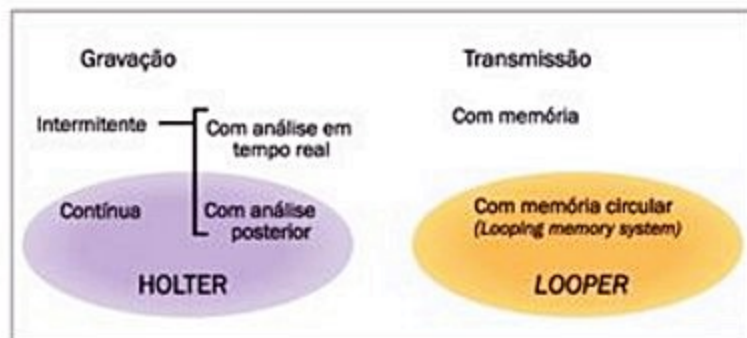 Gravação
Intermitente
Com análise em
tempo real
Contínua
Com análise
posterior
HOLTER
Transmissão
Com memória
Com memória circular
(Looping memory system)
LOOPER